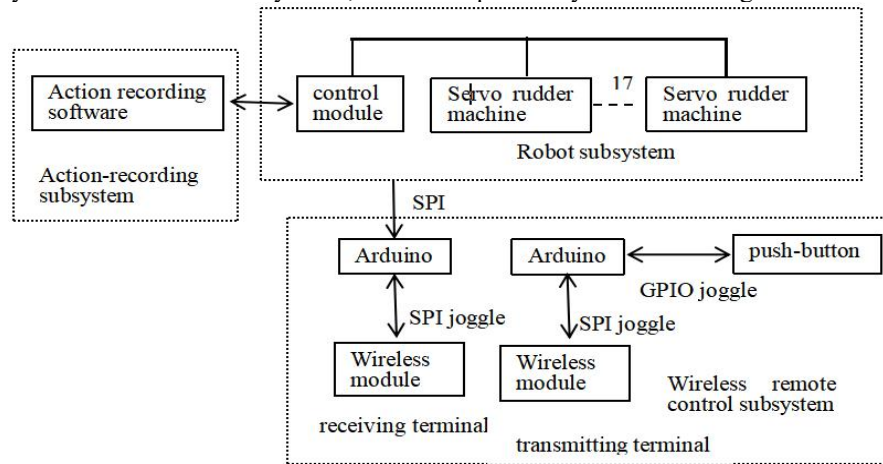 Action recording
software
control
module
Servo rudder
machine
17
Servo rudder
machine
Robot subsystem
Action-recording
subsystem
SPI
Arduino
Arduino
push-button
GPIO joggle
SPI joggle
SPI joggle
Wireless
module
Wireless
module
Wireless remote
control subsystem
receiving terminal
transmitting terminal